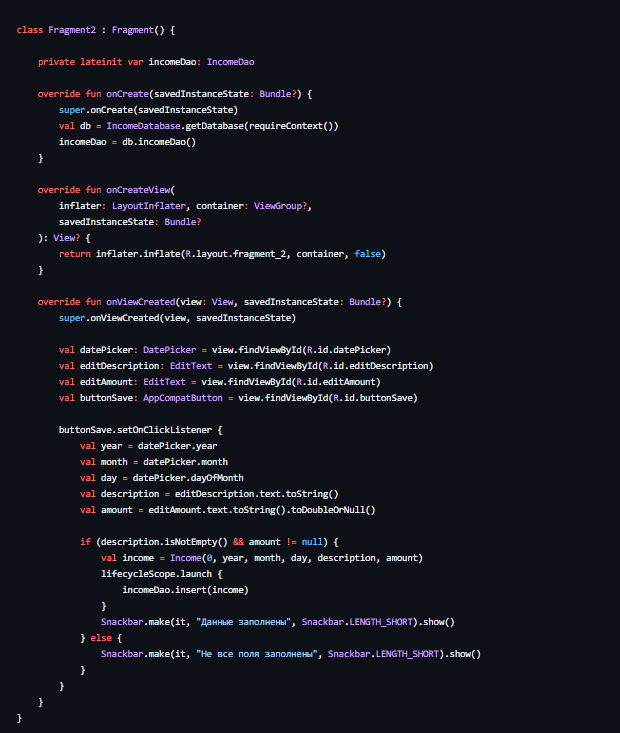 class Fragment2 : Fragment() {
private lateinit var incomeDao: IncomeDao
override fun onCreate(savedInstanceState: Bundle?) {
super.onCreate(savedInstanceState)
val db = IncomeDatabase.getDatabase(requireContext())
incomeDao = db.incomeDao()
}
override fun onCreateView(
inflater: LayoutInflater, container: ViewGroup?,
savedInstanceState: Bundle?
): View? {
return inflater.inflate(R.layout.fragment_2, container, false)
}
override fun onViewCreated(view: View, savedInstanceState: Bundle?) {
super.onViewCreated(view, savedInstanceState)
val datePicker: DatePicker = view.findViewById(R.id.datePicker)
val editDescription: EditText = view.findViewById(R.id.editDescription)
val editAmount: EditText = view.findViewById(R.id.editAmount)
val buttonSave: AppCompatButton = view.findViewById(R.id.buttonSave)
buttonSave.setOnClickListener {
val year = datePicker.year
val month = datePicker.month
val day = datePicker.dayOfMonth
val description = editDescription.text.toString()
val amount = editAmount.text.toString().toDoubleOrNull()
if (description.isNotEmpty() && amount != null) {
val income = Income(0, year, month, day, description, amount)
lifecycleScope.launch {
incomeDao.insert(income)
}
Snackbar.make(it, "Данные заполнены", Snackbar.LENGTH_SHORT).show()
} else {
Snackbar.make(it, "Не все поля заполнены", Snackbar.LENGTH_SHORT).show()
}
}
}
}